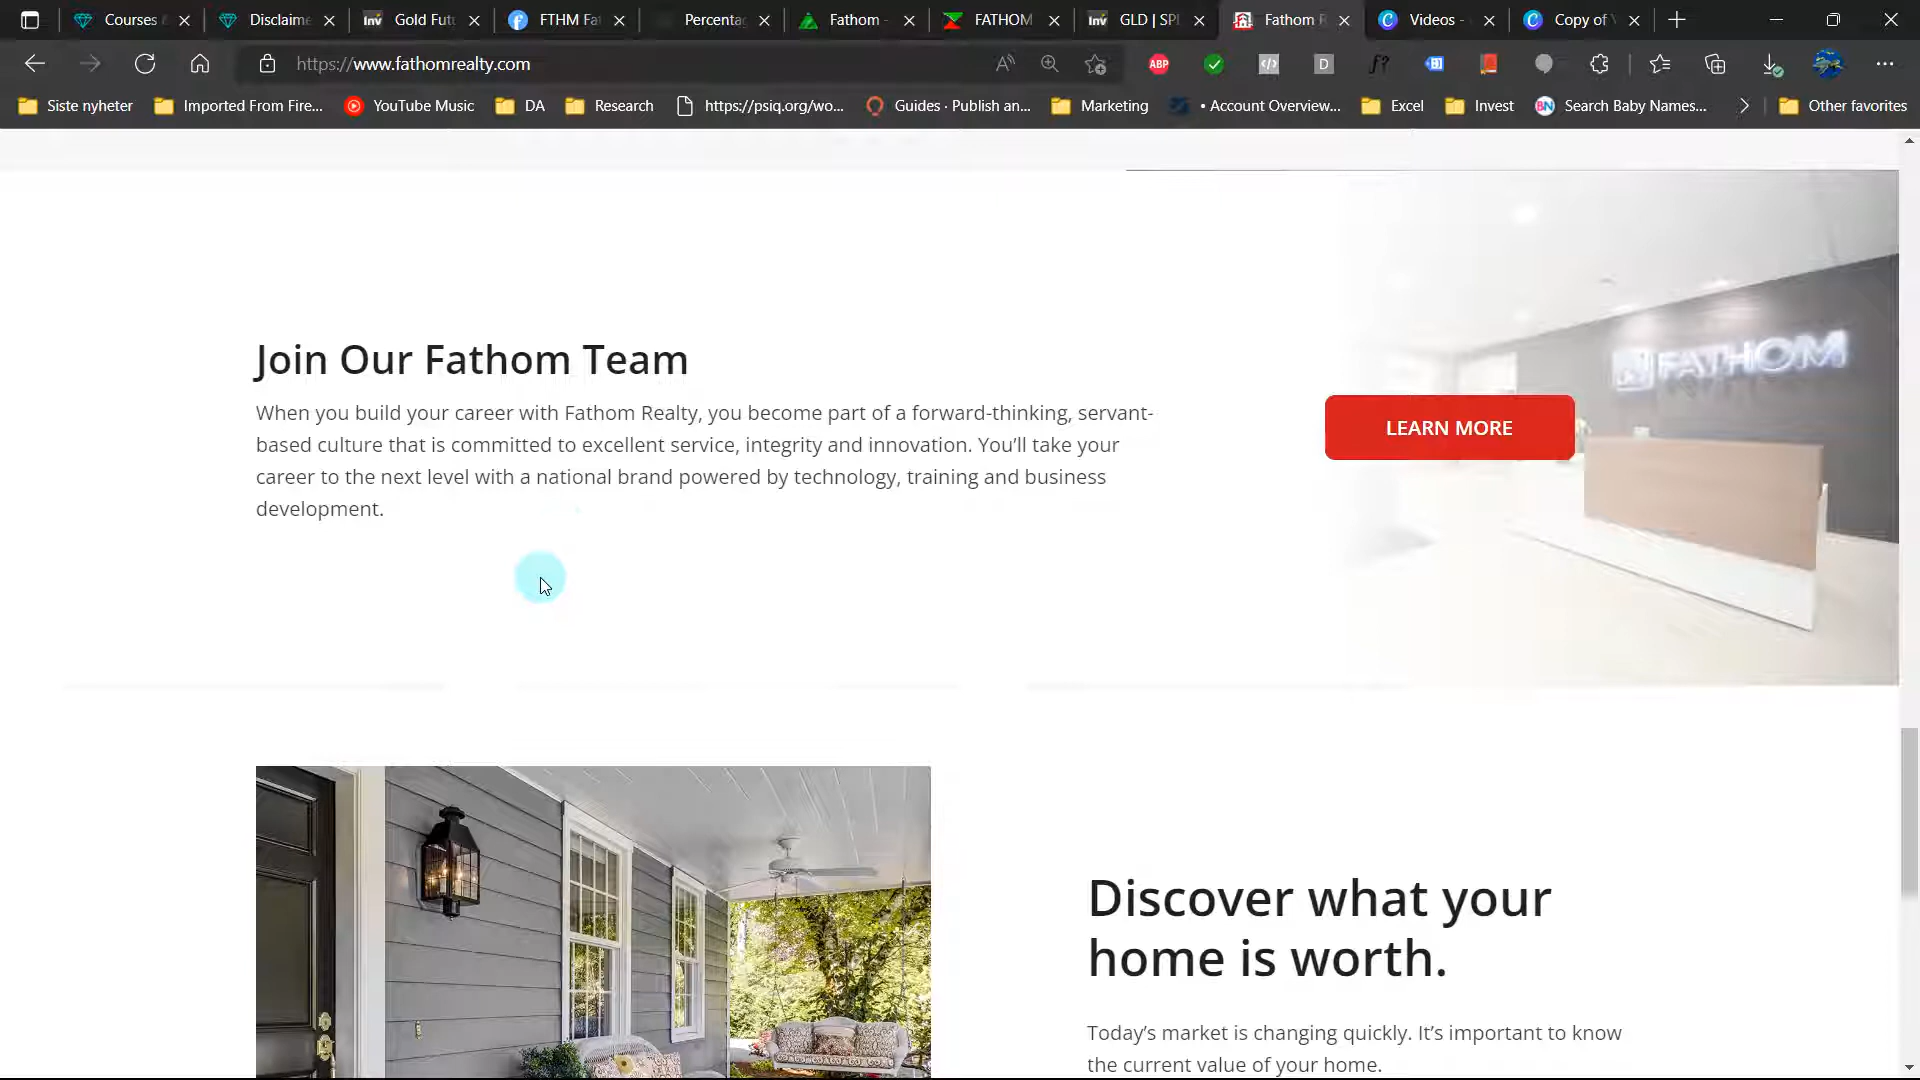 Courses &
Disclaime
Gold Futu
FTHM Fat
Percentag
Fathom -
FATHOM
GLD | SPI
Fathom R
Videos -
Copy of V
https://www.fathomrealty.com
Siste nyheter
Imported From Fire...
YouTube Music
DA
Research
https://psiq.org/wo...
Guides · Publish an...
Marketing
• Account Overview...
Excel
Invest
Search Baby Names...
Other favorites
Join Our Fathom Team
When you build your career with Fathom Realty, you become part of a forward-thinking, servant-
based culture that is committed to excellent service, integrity and innovation. You’ll take your
career to the next level with a national brand powered by technology, training and business
development.
LEARN MORE
FATHOM
Discover what your
home is worth.
Today’s market is changing quickly. It’s important to know
the current value of your home.